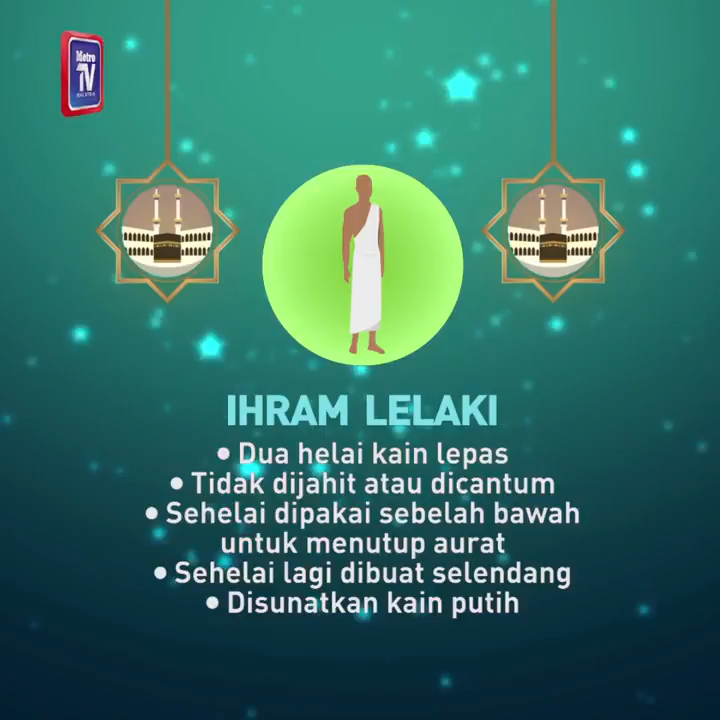 Metro
TV
IHRAM LELAKI
• Dua helai kain lepas
• Tidak dijahit atau dicantum
• Sehelai dipakai sebelah bawah
untuk menutup aurat
• Sehelai lagi dibuat selendang
• Disunatkan kain putih